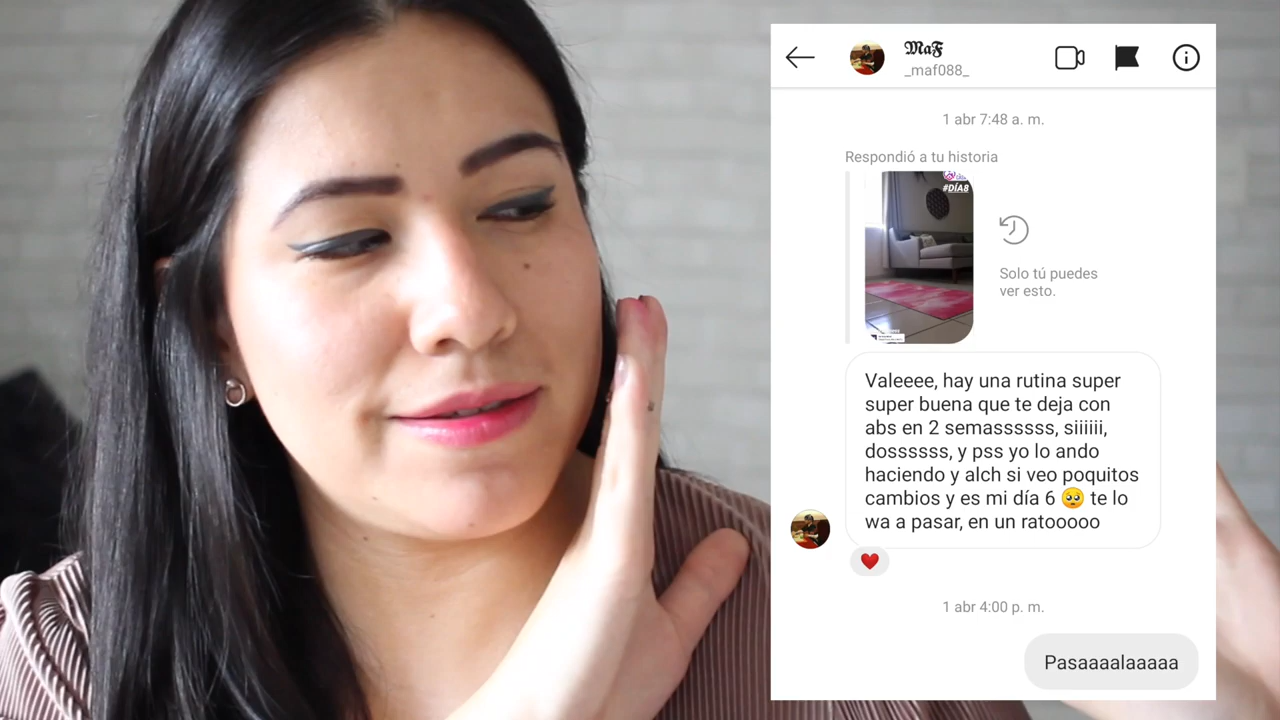 𝕸𝖆𝕱
_maf088_
1 abr 7:48 a. m.
Respondió a tu historia
#DÍA8
Solo tú puedes
ver esto.
Valeeee, hay una rutina super
super buena que te deja con
abs en 2 semassssss, siiiiii,
dossssss, y pss yo lo ando
haciendo y alch si veo poquitos
cambios y es mi día 6 🥺 te lo
wa a pasar, en un ratooooo
❤️
1 abr 4:00 p. m.
Pasaaaalaaaaa